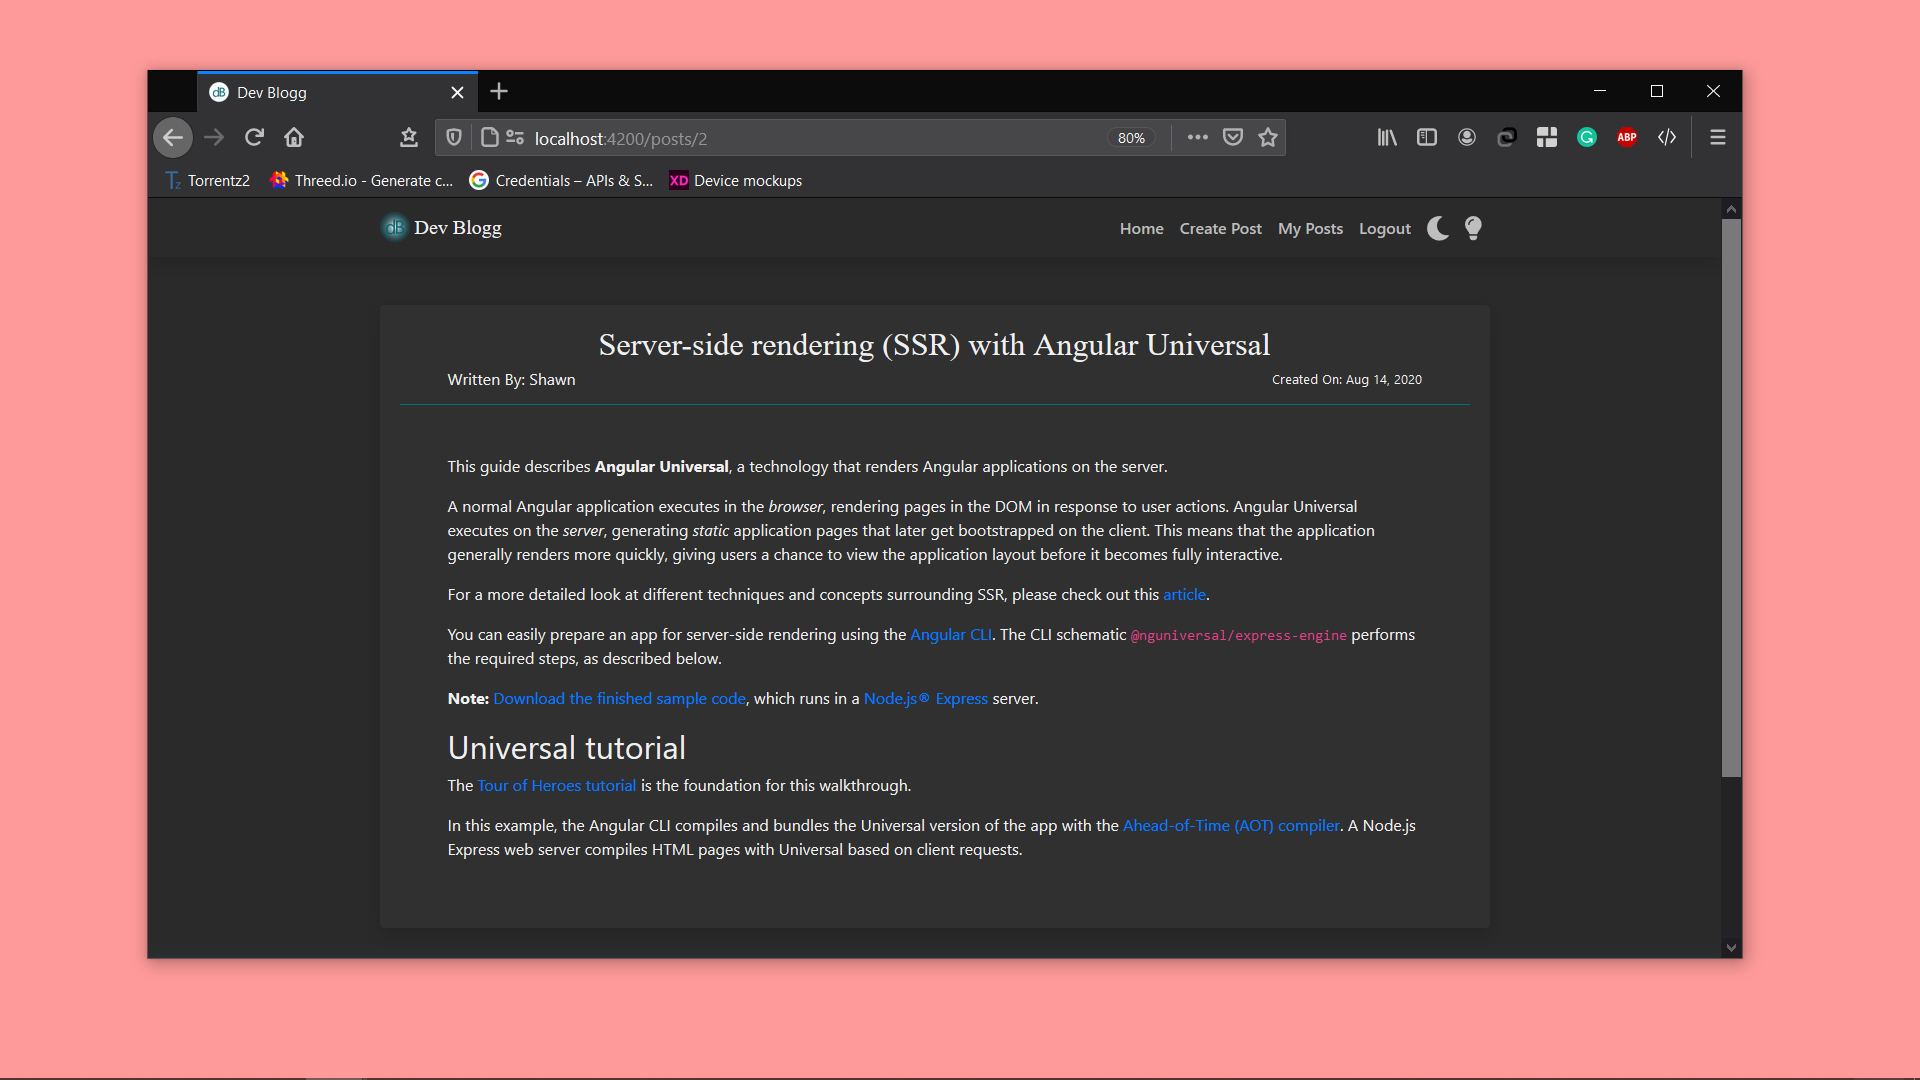 dB Dev Blogg
localhost:4200/posts/2 80% ABP
Tz Torrentz2 Threed.io - Generate c... G Credentials – APIs & S... XD Device mockups
dB Dev Blogg Home Create Post My Posts Logout
Server-side rendering (SSR) with Angular Universal
Written By: Shawn Created On: Aug 14, 2020
This guide describes Angular Universal, a technology that renders Angular applications on the server.
A normal Angular application executes in the browser, rendering pages in the DOM in response to user actions. Angular Universal
executes on the server, generating static application pages that later get bootstrapped on the client. This means that the application
generally renders more quickly, giving users a chance to view the application layout before it becomes fully interactive.
For a more detailed look at different techniques and concepts surrounding SSR, please check out this article.
You can easily prepare an app for server-side rendering using the Angular CLI. The CLI schematic @nguniversal/express-engine performs
the required steps, as described below.
Note: Download the finished sample code, which runs in a Node.js® Express server.
Universal tutorial
The Tour of Heroes tutorial is the foundation for this walkthrough.
In this example, the Angular CLI compiles and bundles the Universal version of the app with the Ahead-of-Time (AOT) compiler. A Node.js
Express web server compiles HTML pages with Universal based on client requests.